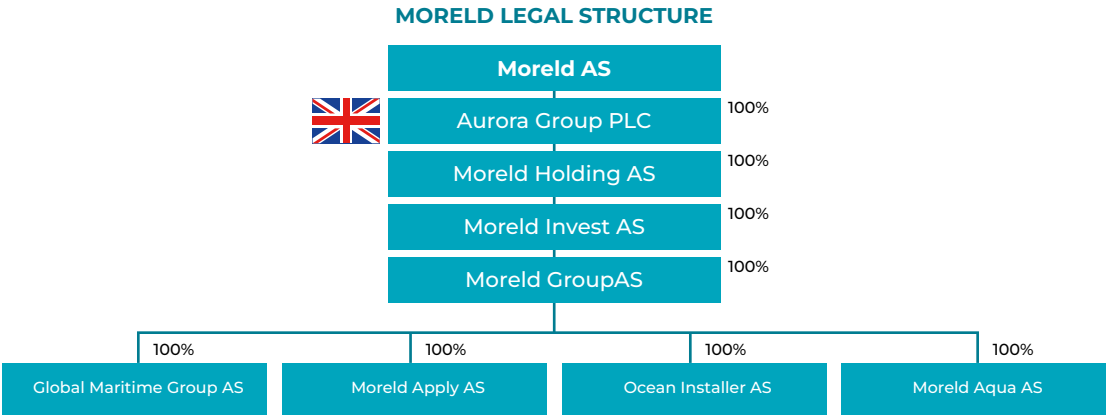 MORELD LEGAL STRUCTURE
Moreld AS
Aurora Group PLC
100%
Moreld Holding AS
100%
Moreld Invest AS
100%
Moreld GroupAS
100%
100%
100%
100%
100%
Global Maritime Group AS
Moreld Apply AS
Ocean Installer AS
Moreld Aqua AS